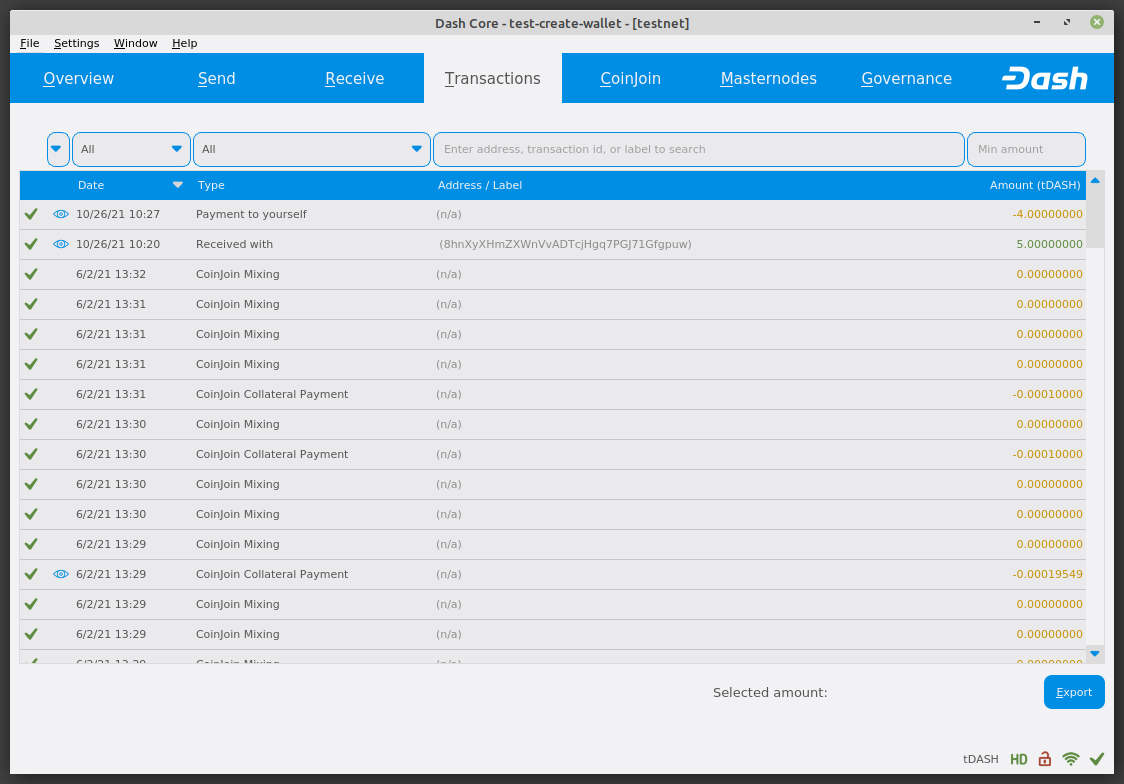 Dash Core - test-create-wallet - [testnet]
File Settings Window Help
Overview Send Receive Transactions CoinJoin Masternodes Governance Dash
All All Enter address, transaction id, or label to search Min amount
Date Type Address / Label Amount (tDASH)
10/26/21 10:27 Payment to yourself (n/a) -4.00000000
10/26/21 10:20 Received with (8hnXyXHmZXWnVvADTcjHgq7PGJ71Gfgpuw) 5.00000000
6/2/21 13:32 CoinJoin Mixing (n/a) 0.00000000
6/2/21 13:31 CoinJoin Mixing (n/a) 0.00000000
6/2/21 13:31 CoinJoin Mixing (n/a) 0.00000000
6/2/21 13:31 CoinJoin Mixing (n/a) 0.00000000
6/2/21 13:31 CoinJoin Collateral Payment (n/a) -0.00010000
6/2/21 13:30 CoinJoin Mixing (n/a) 0.00000000
6/2/21 13:30 CoinJoin Collateral Payment (n/a) -0.00010000
6/2/21 13:30 CoinJoin Mixing (n/a) 0.00000000
6/2/21 13:30 CoinJoin Mixing (n/a) 0.00000000
6/2/21 13:29 CoinJoin Mixing (n/a) 0.00000000
6/2/21 13:29 CoinJoin Collateral Payment (n/a) -0.00019549
6/2/21 13:29 CoinJoin Mixing (n/a) 0.00000000
6/2/21 13:29 CoinJoin Mixing (n/a) 0.00000000
CoinJoin Mixing (n/a) 0.00000000
Selected amount: Export
tDASH HD